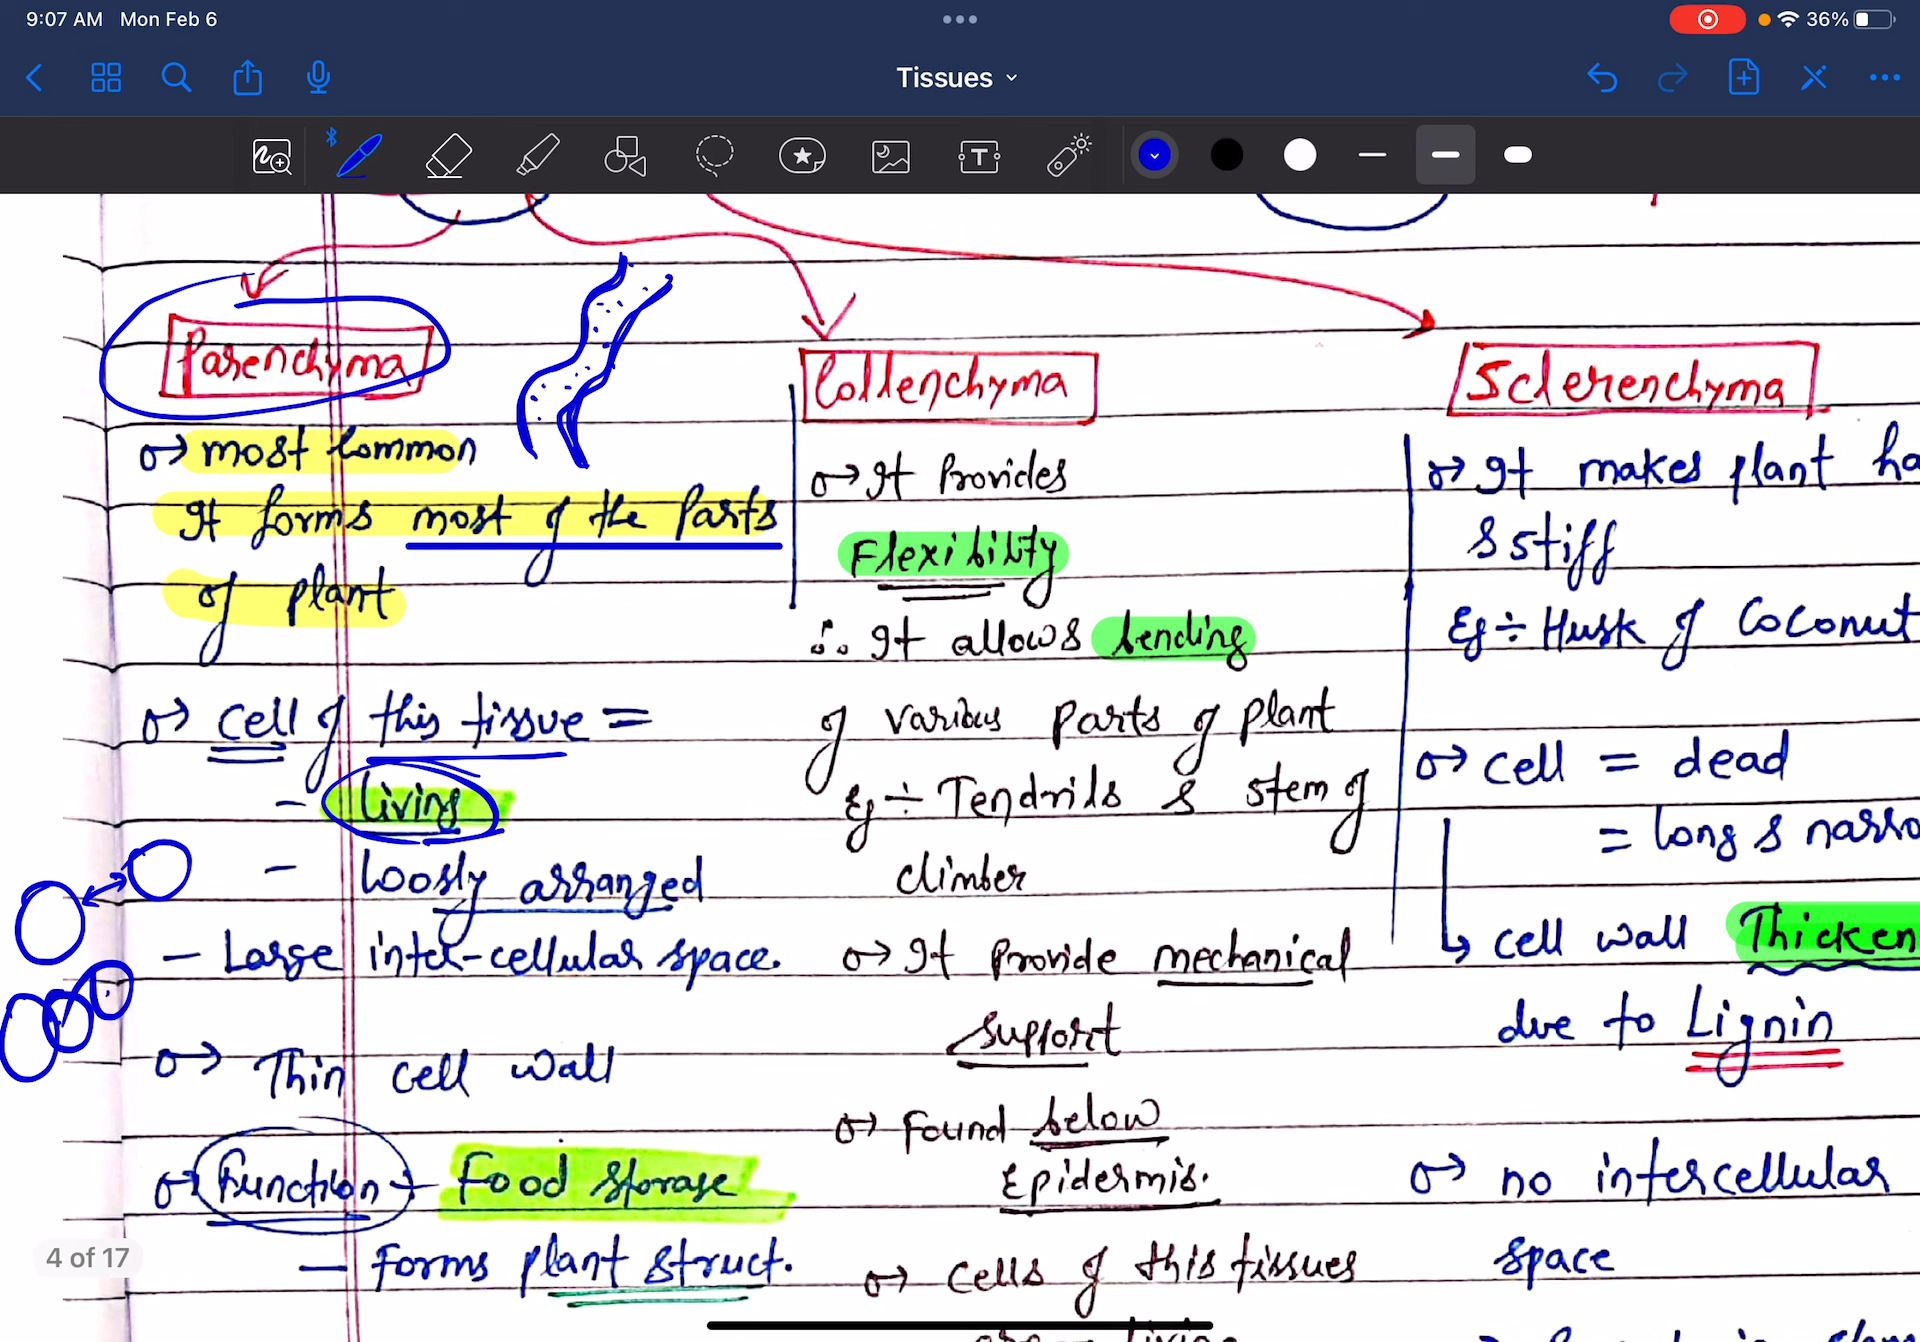 9:07 AM Mon Feb 6
36%
Tissues
Parenchyma
most common
It forms most of the Parts
of plant
cell of this tissue =
- living
- loosly arranged
- Large inter-cellular space.
Thin cell wall
Function - Food storage
- Forms plant struct.
4 of 17
Collenchyma
It Provides
Flexibility
∴ It allows bending
of various Parts of plant
Eg ÷ Tendrils & stem of
climber
It Provide mechanical
support
Found below
Epidermis.
Cells of this tissues
are - living
Sclerenchyma
It makes plant ha
& stiff
Eg ÷ Husk of Coconut
cell = dead
= long & narro
cell wall Thicken
due to Lignin
no intercellular
space